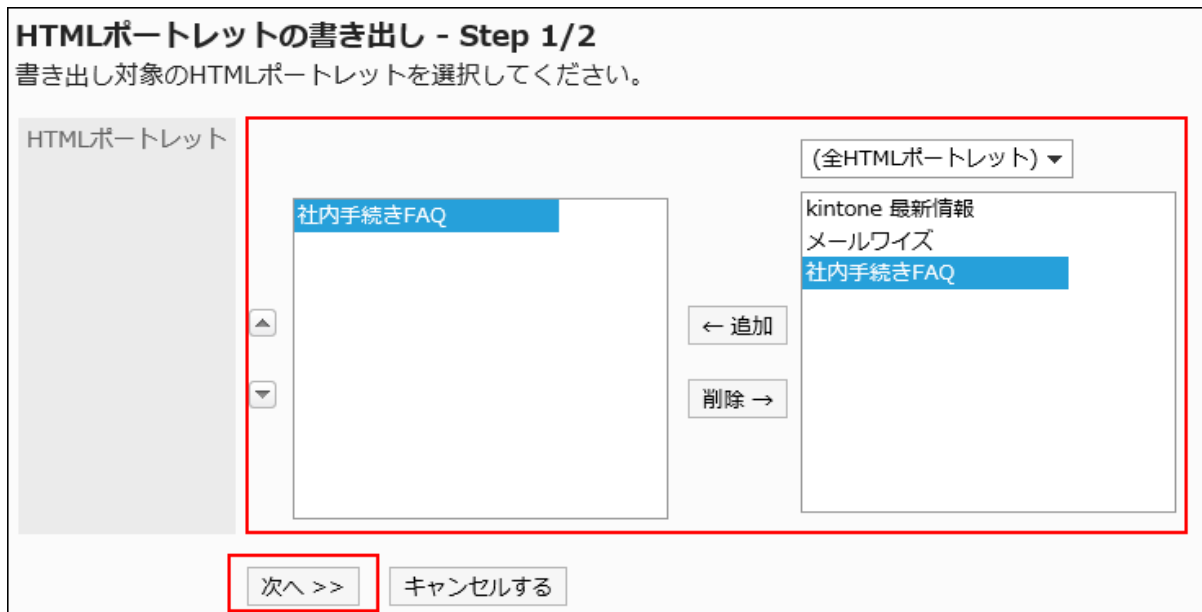 HTMLポートレットの書き出し - Step 1/2
書き出し対象のHTMLポートレットを選択してください。
HTMLポートレット
(全HTMLポートレット)
社内手続きFAQ
kintone 最新情報
メールワイズ
社内手続きFAQ
← 追加
削除 →
次へ >>
キャンセルする